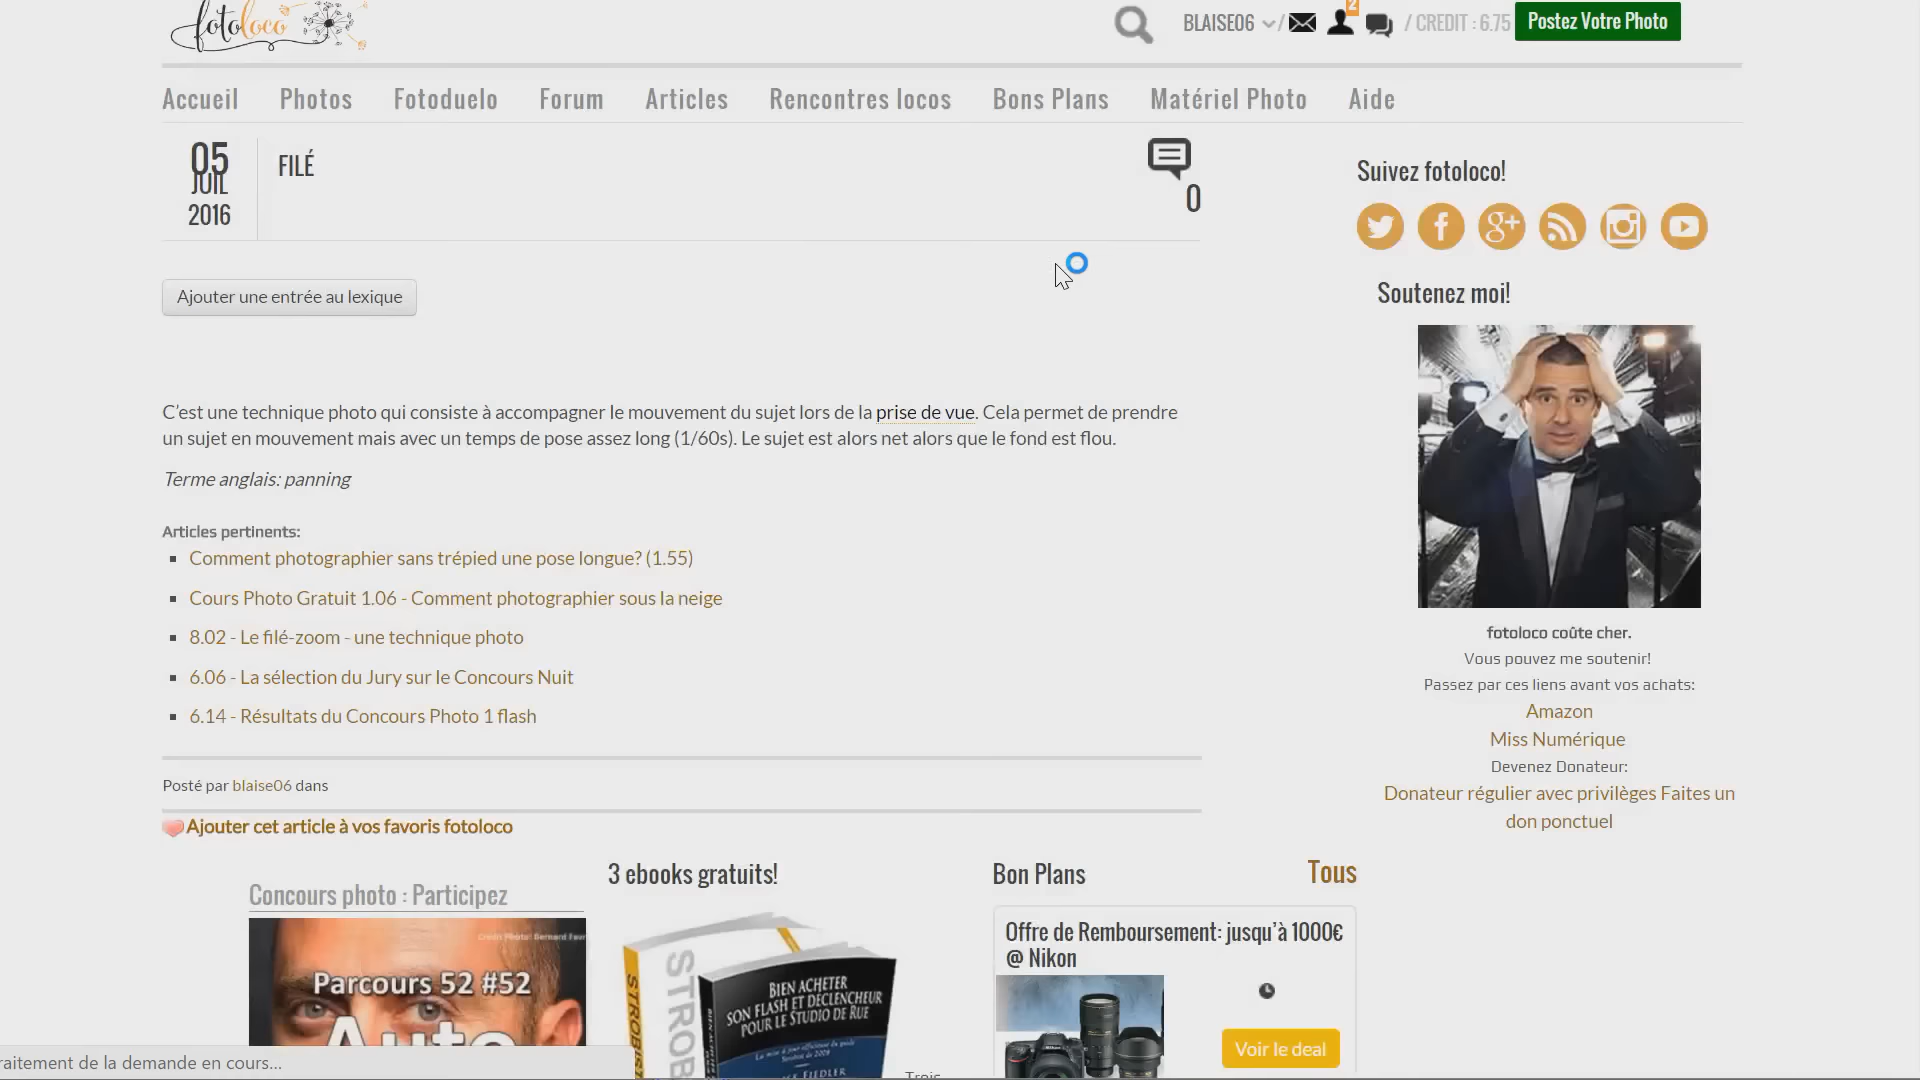 fotoloco
BLAISE06 / 2 / CREDIT : 6.75 Postez Votre Photo
Accueil Photos Fotoduelo Forum Articles Rencontres locos Bons Plans Matériel Photo Aide
05
JUIL
2016
FILÉ
0
Suivez fotoloco!
Ajouter une entrée au lexique
Soutenez moi!
C'est une technique photo qui consiste à accompagner le mouvement du sujet lors de la prise de vue. Cela permet de prendre
un sujet en mouvement mais avec un temps de pose assez long (1/60s). Le sujet est alors net alors que le fond est flou.
Terme anglais: panning
Articles pertinents:
Comment photographier sans trépied une pose longue? (1.55)
Cours Photo Gratuit 1.06 - Comment photographier sous la neige
8.02 - Le filé-zoom - une technique photo
6.06 - La sélection du Jury sur le Concours Nuit
6.14 - Résultats du Concours Photo 1 flash
Posté par blaise06 dans
Ajouter cet article à vos favoris fotoloco
fotoloco coûte cher.
Vous pouvez me soutenir!
Passez par ces liens avant vos achats:
Amazon
Miss Numérique
Devenez Donateur:
Donateur régulier avec privilèges Faites un
don ponctuel
Concours photo : Participez
Parcours 52 #52
Auto
3 ebooks gratuits!
STROBIST
STROB
BIEN ACHETER
SON FLASH ET DÉCLENCHEUR
POUR LE STUDIO DE RUE
FIEDLER
Trois
Bon Plans Tous
Offre de Remboursement: jusqu'à 1000€
@ Nikon
Voir le deal
raitement de la demande en cours...